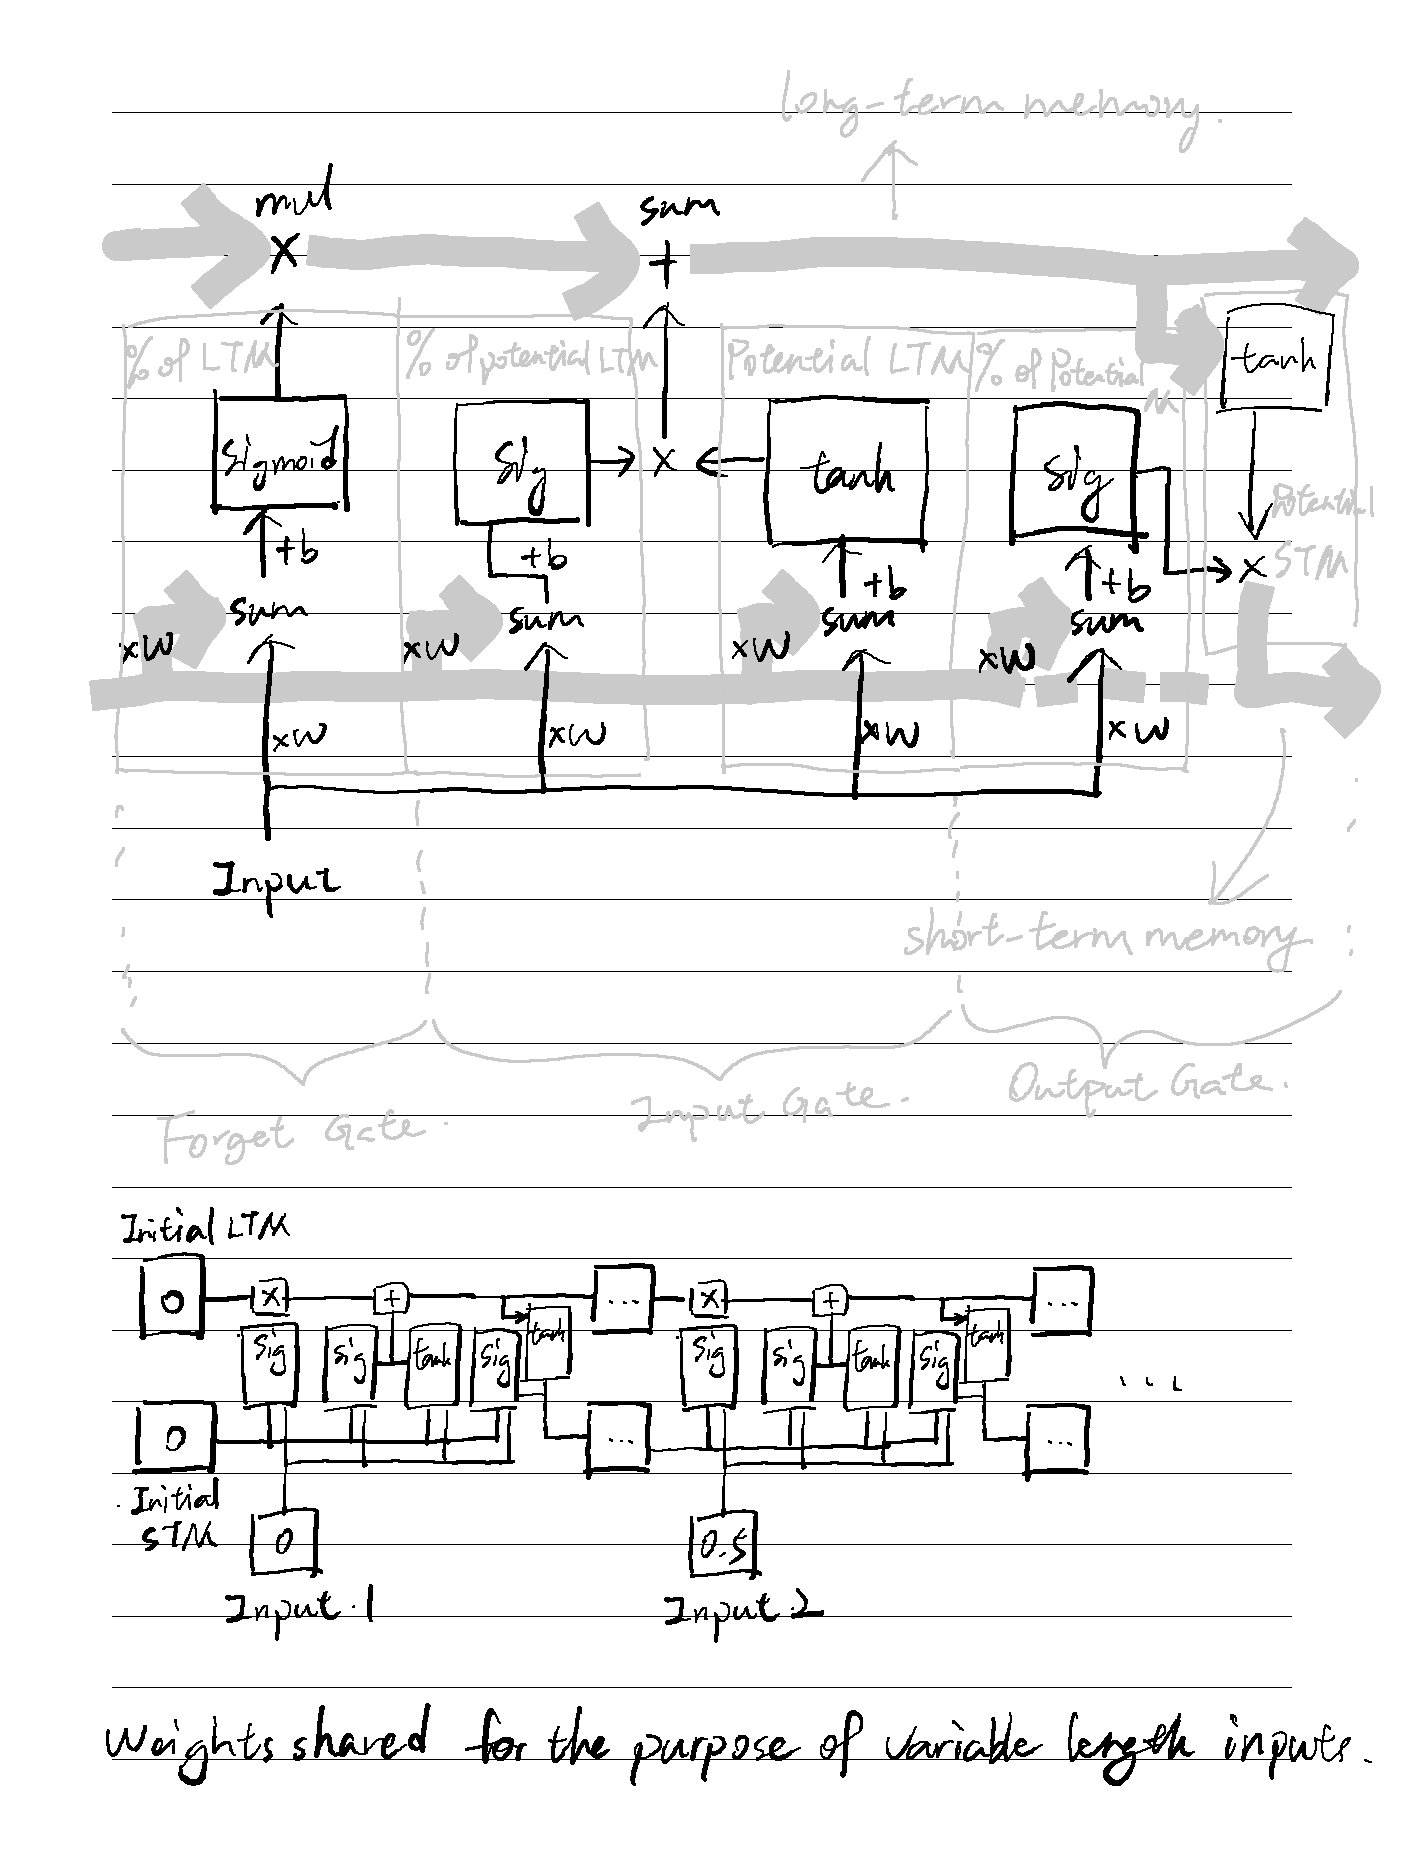 long-term memory.
mul
sum
×
+
% of LTM
% of potential LTM
Potential LTM
% of Potential
M
tanh
Sigmoid
Sig
×
tanh
Sig
Potential
STM
+b
+b
+b
+b
×
sum
sum
sum
sum
×W
×W
×W
×W
×W
×W
×W
×W
Input
short-term memory
Forget Gate.
Input Gate.
Output Gate.
Initial LTM
0
×
+
...
×
+
...
Sig
Sig
tanh
Sig
tanh
Sig
Sig
tanh
Sig
tanh
...
0
...
...
Initial
STM
0
0.5
Input.1
Input.2
Weights shared for the purpose of variable length inputs.